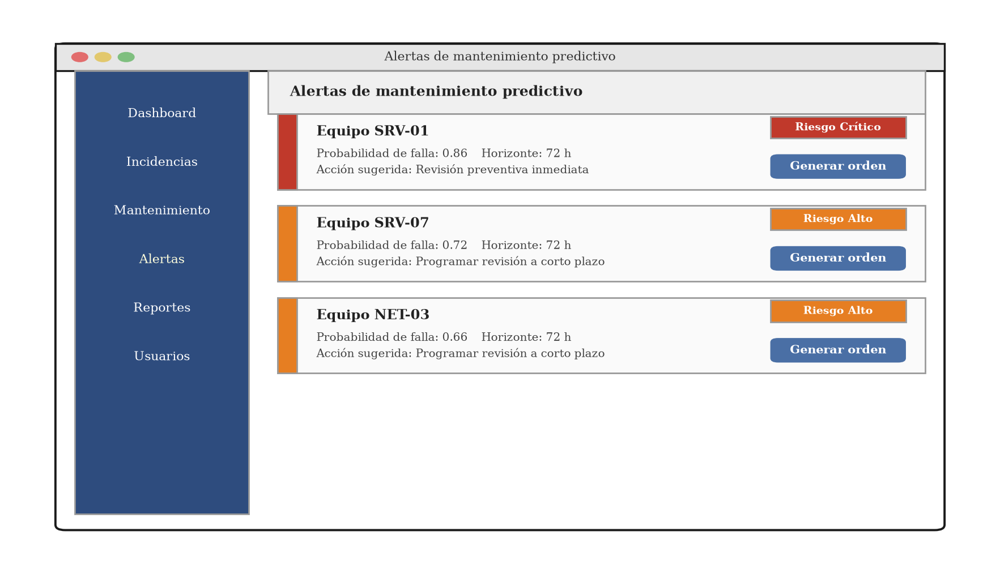 Alertas de mantenimiento predictivo
Dashboard
Incidencias
Mantenimiento
Alertas
Reportes
Usuarios
Alertas de mantenimiento predictivo
Equipo SRV-01
Riesgo Crítico
Probabilidad de falla: 0.86    Horizonte: 72 h
Acción sugerida: Revisión preventiva inmediata
Generar orden
Equipo SRV-07
Riesgo Alto
Probabilidad de falla: 0.72    Horizonte: 72 h
Acción sugerida: Programar revisión a corto plazo
Generar orden
Equipo NET-03
Riesgo Alto
Probabilidad de falla: 0.66    Horizonte: 72 h
Acción sugerida: Programar revisión a corto plazo
Generar orden